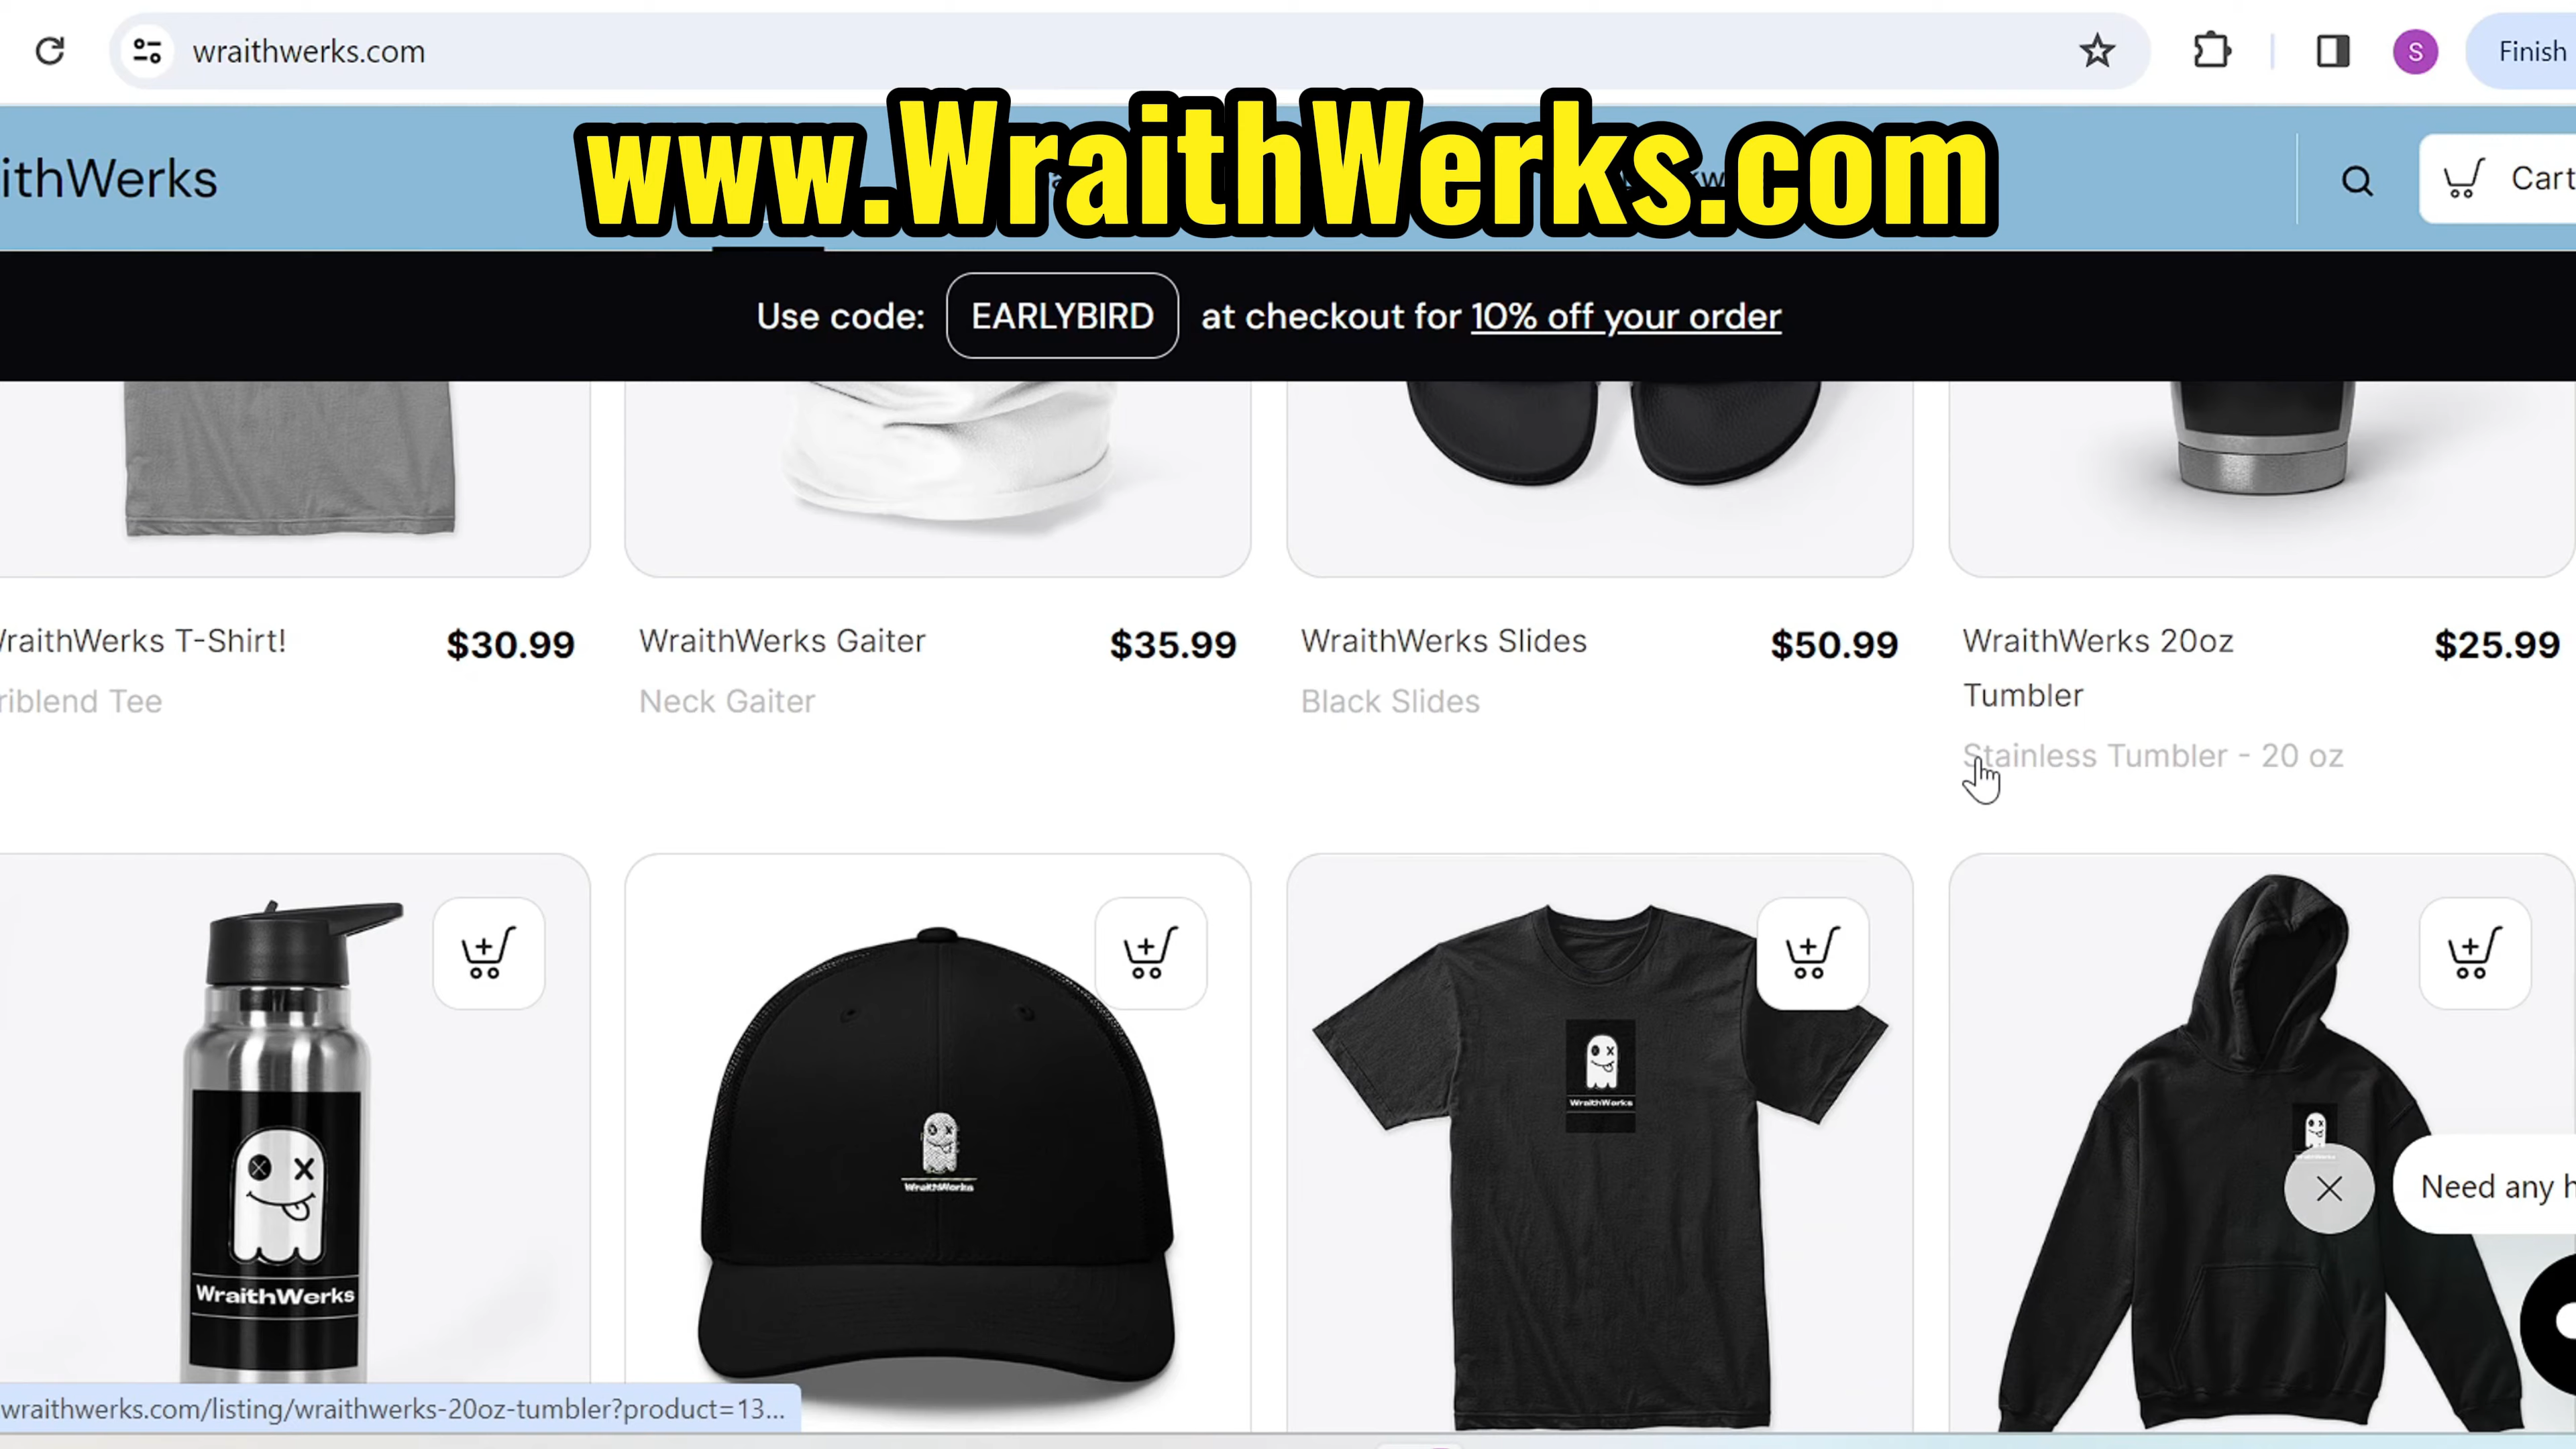 wraithwerks.com
S
Finish
www.WraithWerks.com
ithWerks
Cart
Use code: EARLYBIRD at checkout for 10% off your order
raithWerks T-Shirt! $30.99
riblend Tee
WraithWerks Gaiter $35.99
Neck Gaiter
WraithWerks Slides $50.99
Black Slides
WraithWerks 20oz $25.99
Tumbler
Stainless Tumbler - 20 oz
WraithWerks
WraithWerks
WraithWerks
Need any h
wraithwerks.com/listing/wraithwerks-20oz-tumbler?product=13...